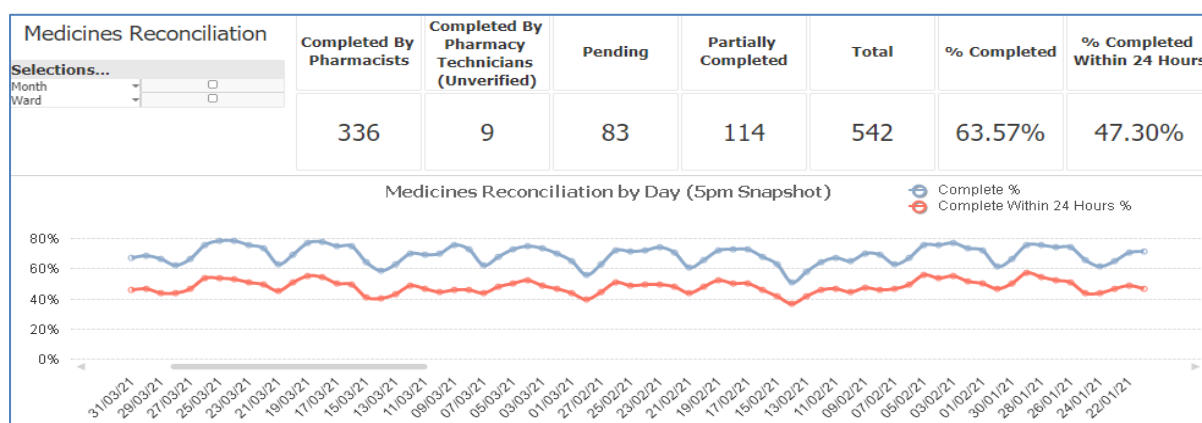 Medicines Reconciliation
Selections...
Month
Ward
Completed By
Pharmacists
Completed By
Pharmacy
Technicians
(Unverified)
Pending
Partially
Completed
Total
% Completed
% Completed
Within 24 Hours
336
9
83
114
542
63.57%
47.30%
Medicines Reconciliation by Day (5pm Snapshot)
Complete %
Complete Within 24 Hours %
80%
60%
40%
20%
0%
31/03/21
29/03/21
27/03/21
25/03/21
23/03/21
21/03/21
19/03/21
17/03/21
15/03/21
13/03/21
11/03/21
09/03/21
07/03/21
05/03/21
03/03/21
01/03/21
27/02/21
25/02/21
23/02/21
21/02/21
19/02/21
17/02/21
15/02/21
13/02/21
11/02/21
09/02/21
07/02/21
05/02/21
03/02/21
01/02/21
30/01/21
28/01/21
26/01/21
24/01/21
22/01/21